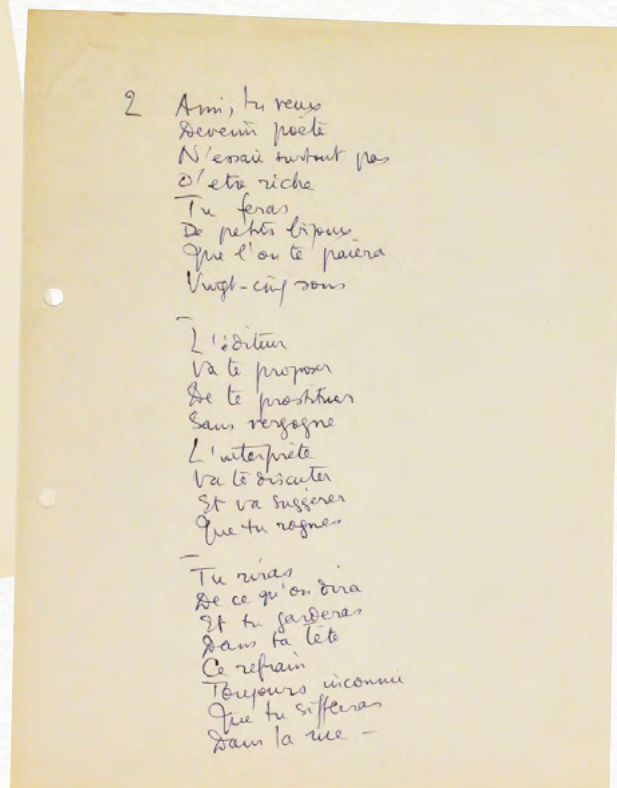 2 Ami, tu veux
Devenir poète
N'essaie surtout pas
D'etre riche
Tu feras
De petits bijoux
Que l'on te paiera
Vingt-cinq sous
—
L'éditeur
Va te proposer
De te prostituer
Sans vergogne
L'interprète
Va te discuter
Et va suggérer
Que tu rognes
—
Tu riras
De ce qu'on dira
Et tu garderas
Dans ta tête
Ce refrain
Toujours inconnu
Que tu siffleras
Dans la rue —